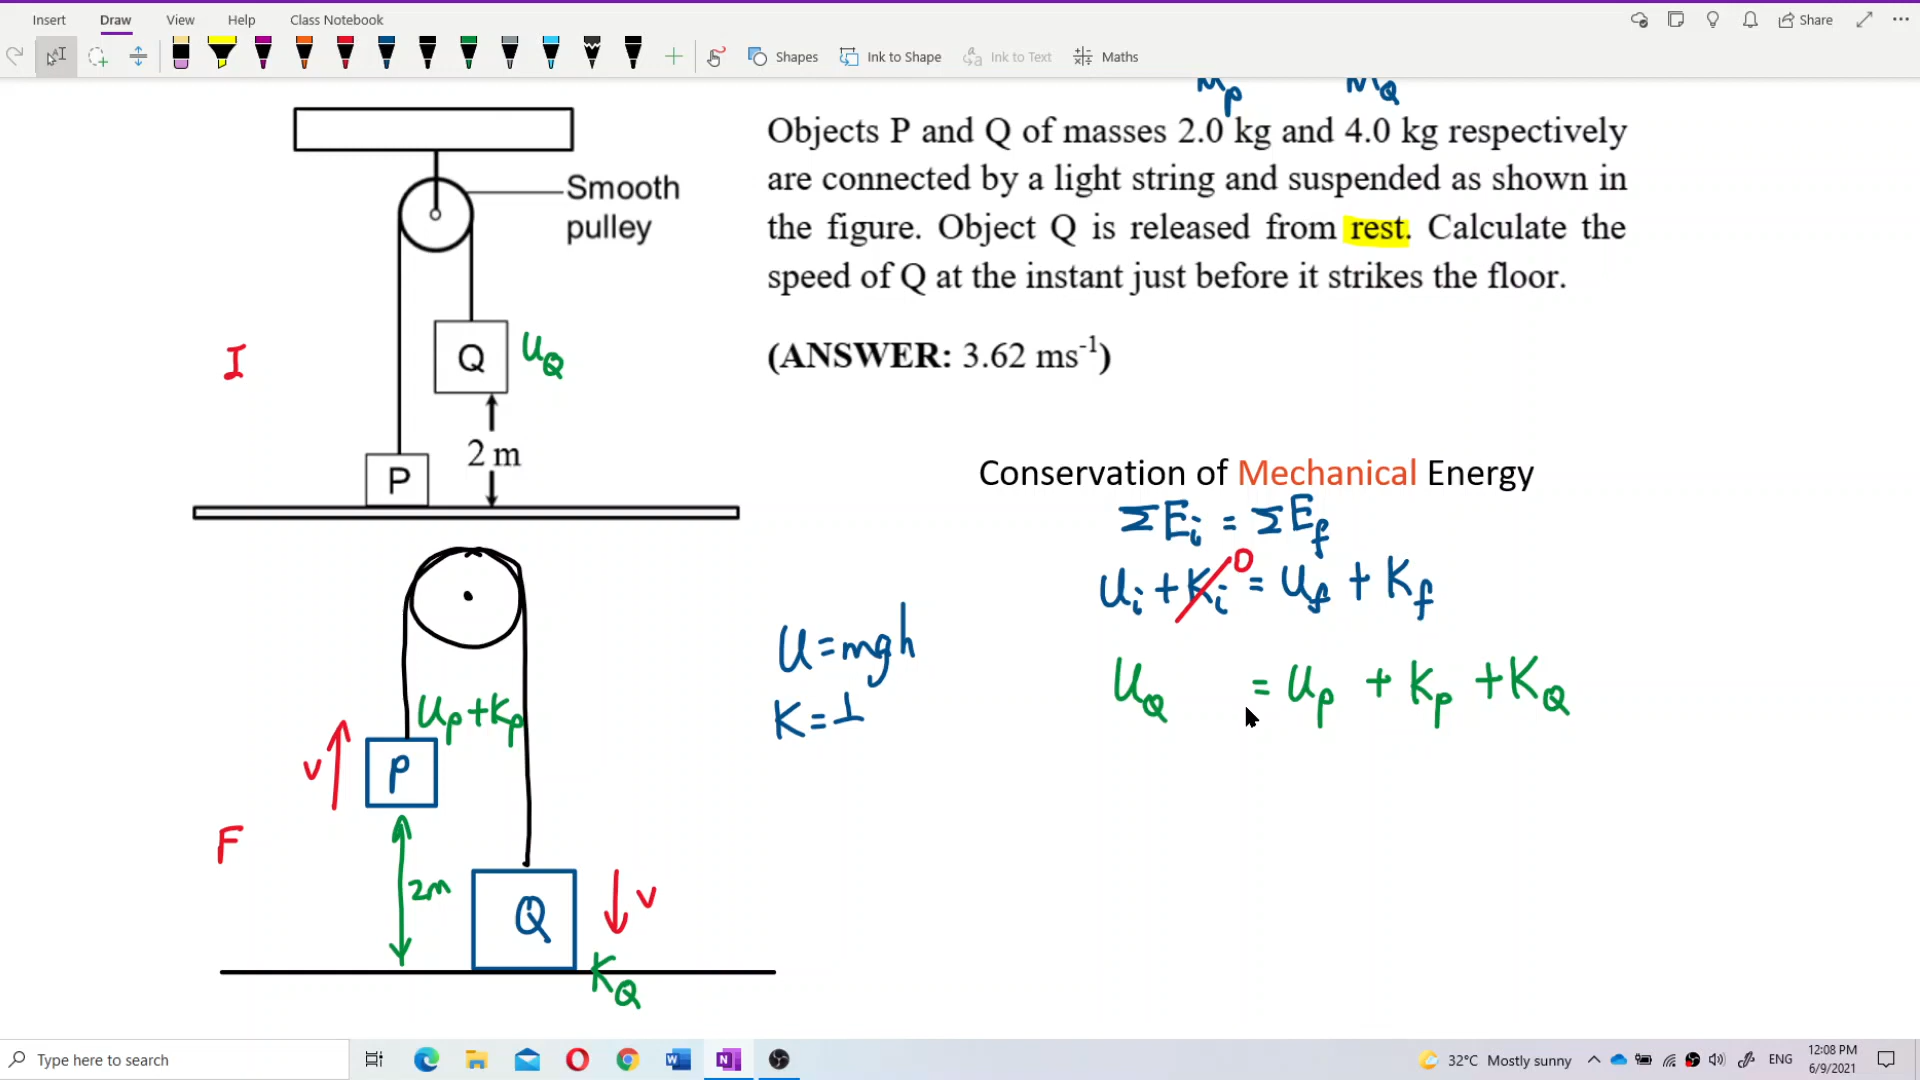 Insert Draw View Help Class Notebook Share
Shapes Ink to Shape Ink to Text Maths
Mp MQ
Objects P and Q of masses 2.0 kg and 4.0 kg respectively
are connected by a light string and suspended as shown in
the figure. Object Q is released from rest. Calculate the
speed of Q at the instant just before it strikes the floor.
(ANSWER: 3.62 ms⁻¹)
Smooth
pulley
I
Q
UQ
2 m
P
Conservation of Mechanical Energy
ΣEi = ΣEf
Ui + Ki 0 = Uf + Kf
U = mgh
K = 1
UQ = Up + Kp + KQ
Up + Kp
v
P
F
2m
Q
v
KQ
Type here to search
32°C Mostly sunny
ENG
12:08 PM
6/9/2021